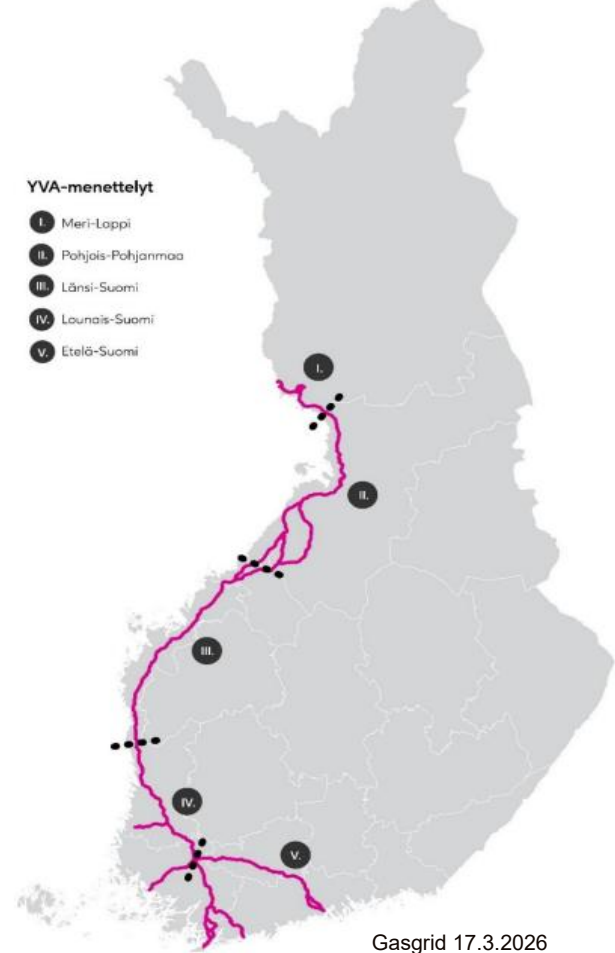 YVA-menettelyt
I. Meri-Lappi
II. Pohjois-Pohjanmaa
III. Länsi-Suomi
IV. Lounais-Suomi
V. Etelä-Suomi
I.
II.
III.
IV.
V.
Gasgrid 17.3.2026